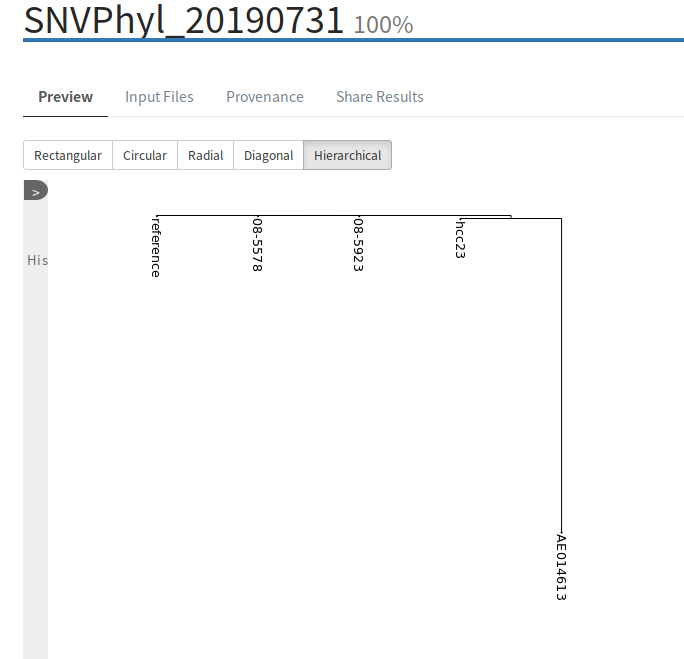 SNVPhyl_20190731 100%
Preview Input Files Provenance Share Results
Rectangular Circular Radial Diagonal Hierarchical
>
His
reference
08-5578
08-5923
hcc23
AE014613